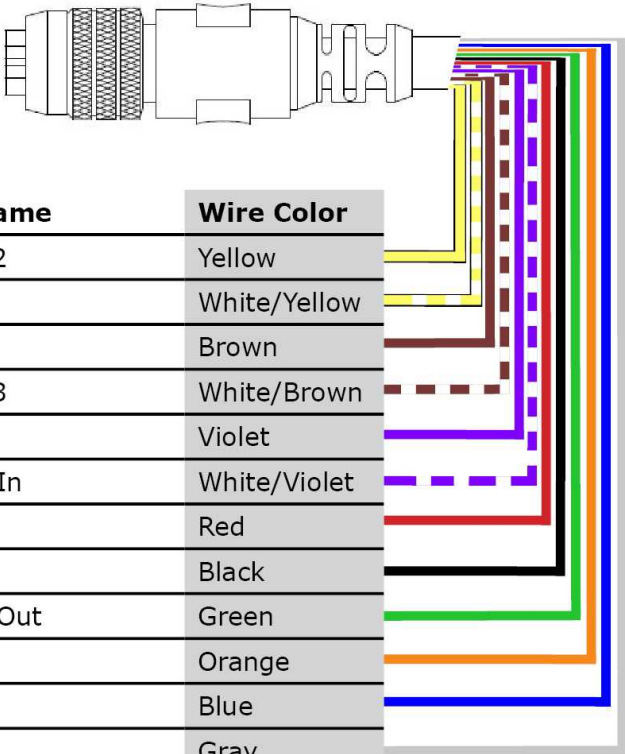 ame Wire Color
2 Yellow
White/Yellow
Brown
3 White/Brown
Violet
In White/Violet
Red
Black
Out Green
Orange
Blue
Gray